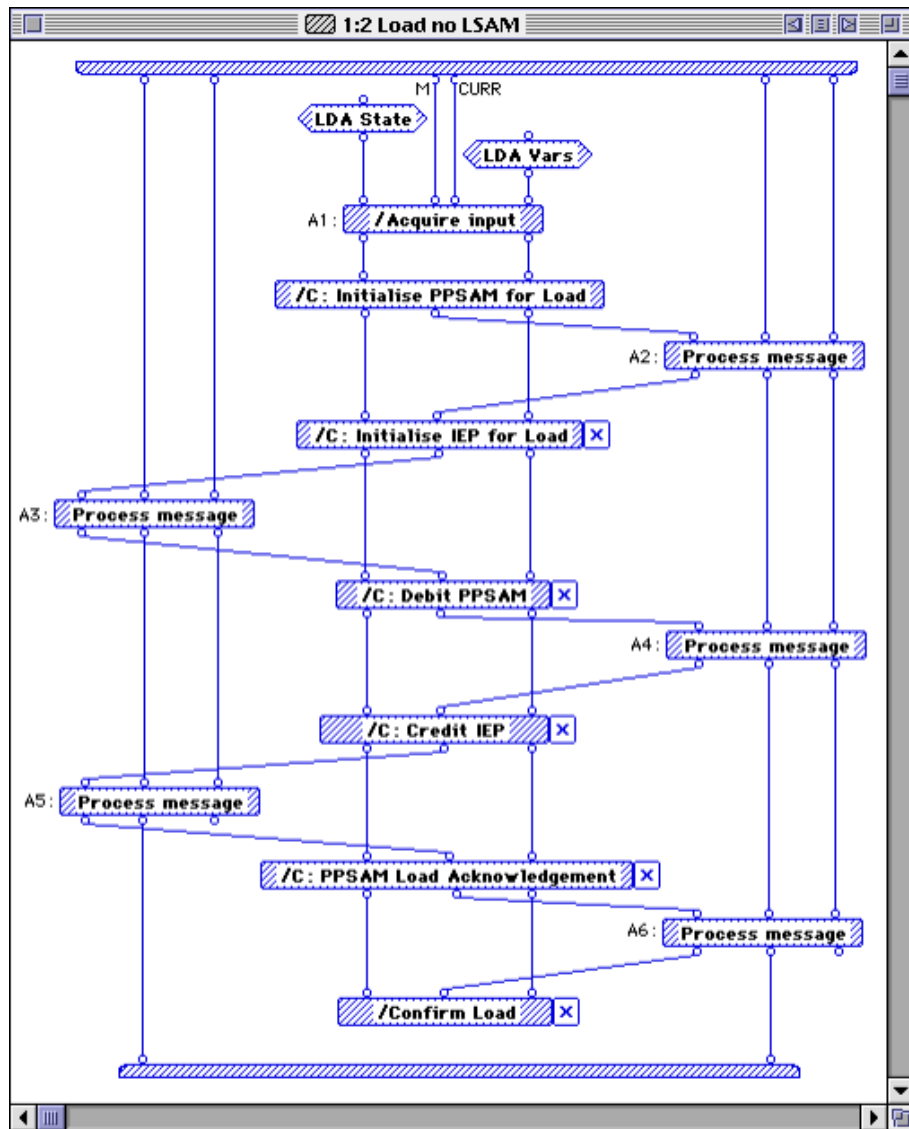 1:2 Load no LSAM
M CURR
LDA State
LDA Vars
A1: /Acquire input
/C: Initialise PPSAM for Load
A2: Process message
/C: Initialise IEP for Load
A3: Process message
/C: Debit PPSAM
A4: Process message
/C: Credit IEP
A5: Process message
/C: PPSAM Load Acknowledgement
A6: Process message
/Confirm Load